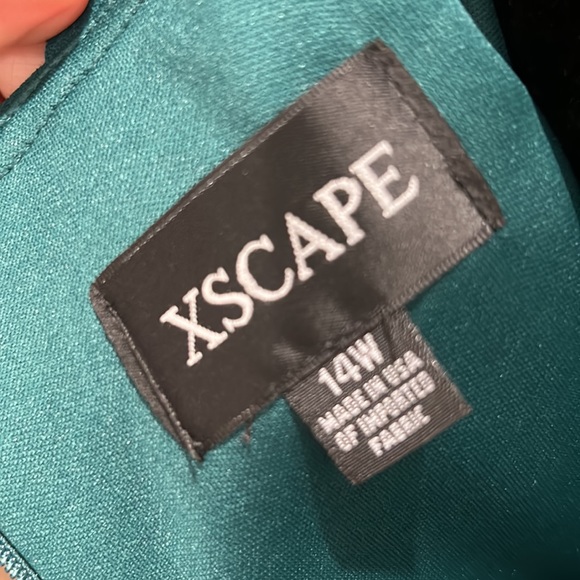 XSCAPE
14W
MADE IN USA
OF IMPORTED
FABRIC